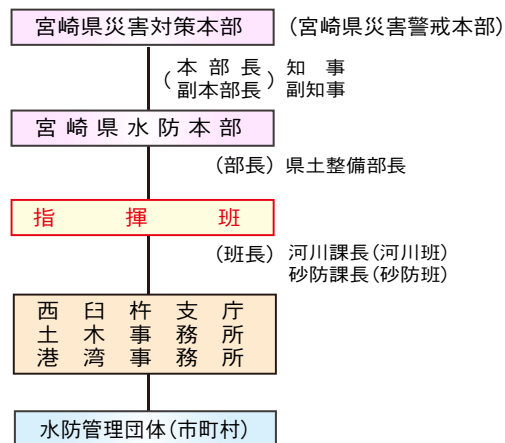 宮崎県災害対策本部 (宮崎県災害警戒本部)
(本部長) 知事
(副本部長) 副知事
宮崎県水防本部
(部長) 県土整備部長
指揮班
(班長) 河川課長(河川班)
砂防課長(砂防班)
西臼杵支庁
土木事務所
港湾事務所
水防管理団体(市町村)